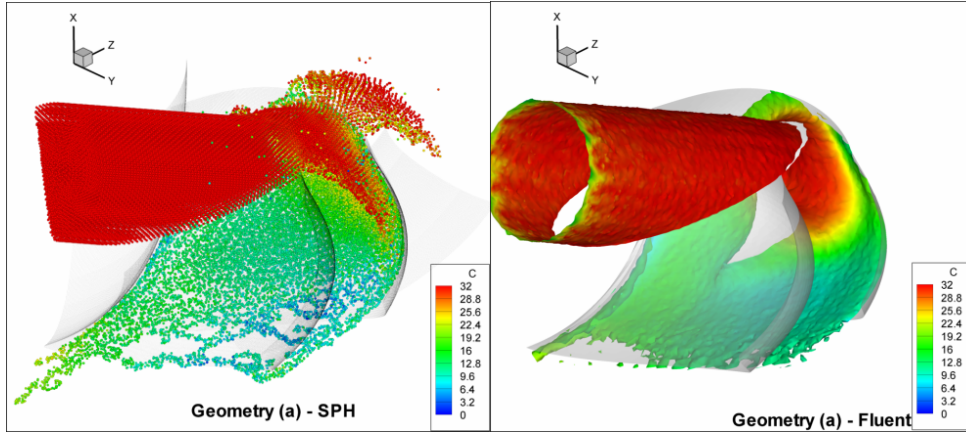 X
Z
Y
C
32
28.8
25.6
22.4
19.2
16
12.8
9.6
6.4
3.2
0
Geometry (a) - SPH
X
Z
Y
C
32
28.8
25.6
22.4
19.2
16
12.8
9.6
6.4
3.2
0
Geometry (a) - Fluent